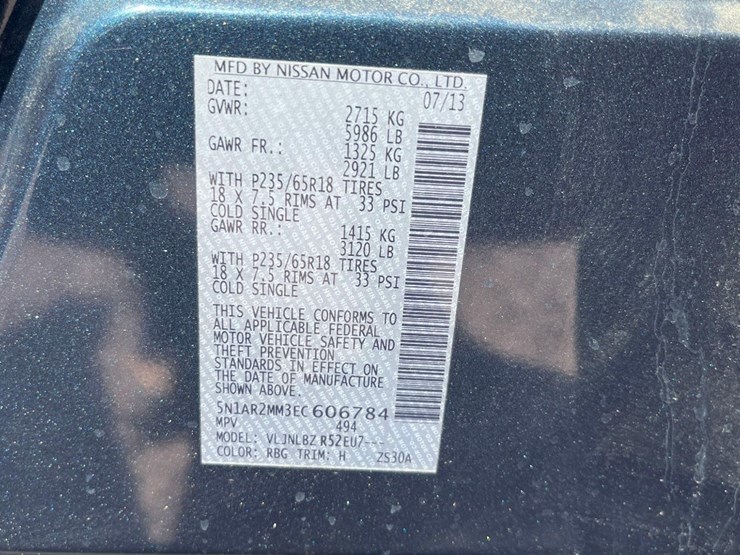 MFD BY NISSAN MOTOR CO., LTD.
DATE: 07/13
GVWR: 2715 KG
5986 LB
GAWR FR.: 1325 KG
2921 LB
WITH P235/65R18 TIRES
18 X 7.5 RIMS AT 33 PSI
COLD SINGLE
GAWR RR.: 1415 KG
3120 LB
WITH P235/65R18 TIRES
18 X 7.5 RIMS AT 33 PSI
COLD SINGLE
THIS VEHICLE CONFORMS TO
ALL APPLICABLE FEDERAL
MOTOR VEHICLE SAFETY AND
THEFT PREVENTION
STANDARDS IN EFFECT ON
THE DATE OF MANUFACTURE
SHOWN ABOVE.
5N1AR2MM3EC606784
MPV 494
MODEL: VLJNLBZ R52EU7---
COLOR: RBG TRIM: H ZS30A